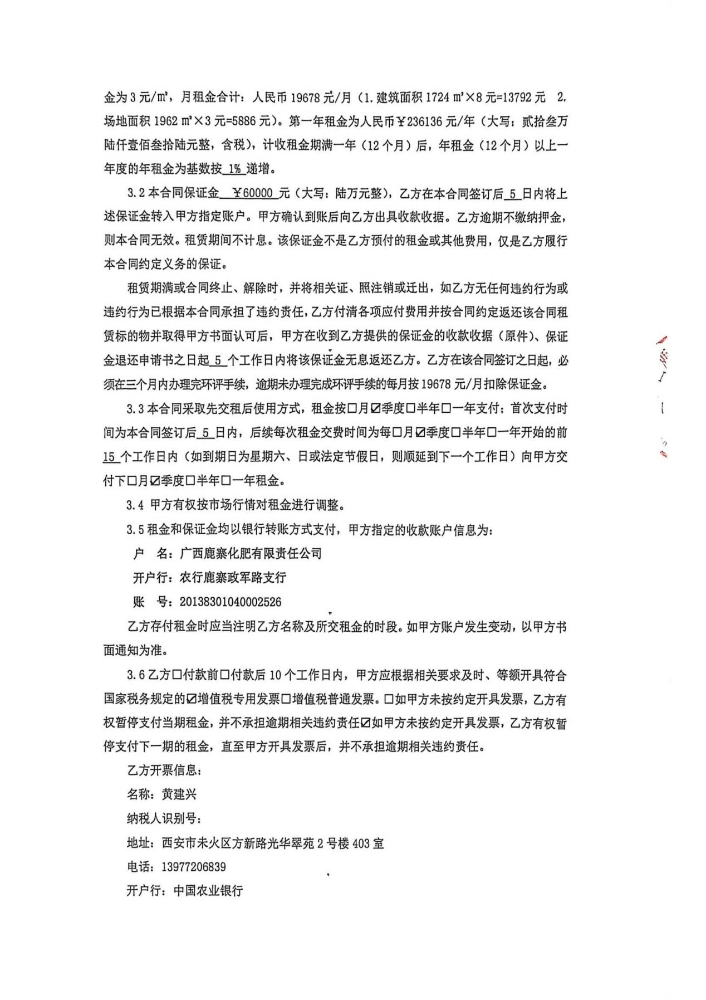 金为3元/㎡，月租金合计：人民币19678元/月（1.建筑面积1724㎡×8元=13792元 2.
场地面积1962㎡×3元=5886元）。第一年租金为人民币￥236136元/年（大写：贰拾叁万
陆仟壹佰叁拾陆元整，含税），计收租金期满一年（12个月）后，年租金（12个月）以上一
年度的年租金为基数按 1% 递增。
3.2本合同保证金 ￥60000 元（大写：陆万元整），乙方在本合同签订后 5 日内将上
述保证金转入甲方指定账户。甲方确认到账后向乙方出具收款收据。乙方逾期不缴纳押金，
则本合同无效。租赁期间不计息。该保证金不是乙方预付的租金或其他费用，仅是乙方履行
本合同约定义务的保证。
租赁期满或合同终止、解除时，并将相关证、照注销或迁出，如乙方无任何违约行为或
违约行为已根据本合同承担了违约责任，乙方付清各项应付费用并按合同约定返还该合同租
赁标的物并取得甲方书面认可后，甲方在收到乙方提供的保证金的收款收据（原件）、保证
金退还申请书之日起 5 个工作日内将该保证金无息返还乙方。乙方在该合同签订之日起，必
须在三个月内办理完环评手续，逾期未办理完成环评手续的每月按19678元/月扣除保证金。
3.3本合同采取先交租后使用方式，租金按☐月☑季度☐半年☐一年支付；首次支付时
间为本合同签订后 5 日内，后续每次租金交费时间为每☐月☑季度☐半年☐一年开始的前
15 个工作日内（如到期日为星期六、日或法定节假日，则顺延到下一个工作日）向甲方交
付下☐月☑季度☐半年☐一年租金。
3.4 甲方有权按市场行情对租金进行调整。
3.5租金和保证金均以银行转账方式支付，甲方指定的收款账户信息为：
户 名：广西鹿寨化肥有限责任公司
开户行：农行鹿寨政军路支行
账 号：20138301040002526
乙方存付租金时应当注明乙方名称及所交租金的时段。如甲方账户发生变动，以甲方书
面通知为准。
3.6乙方☐付款前☐付款后10个工作日内，甲方应根据相关要求及时、等额开具符合
国家税务规定的☑增值税专用发票☐增值税普通发票。☐如甲方未按约定开具发票，乙方有
权暂停支付当期租金，并不承担逾期相关违约责任☑如甲方未按约定开具发票，乙方有权暂
停支付下一期的租金，直至甲方开具发票后，并不承担逾期相关违约责任。
乙方开票信息：
名称：黄建兴
纳税人识别号：
地址：西安市未火区方新路光华翠苑2号楼403室
电话：13977206839
开户行：中国农业银行